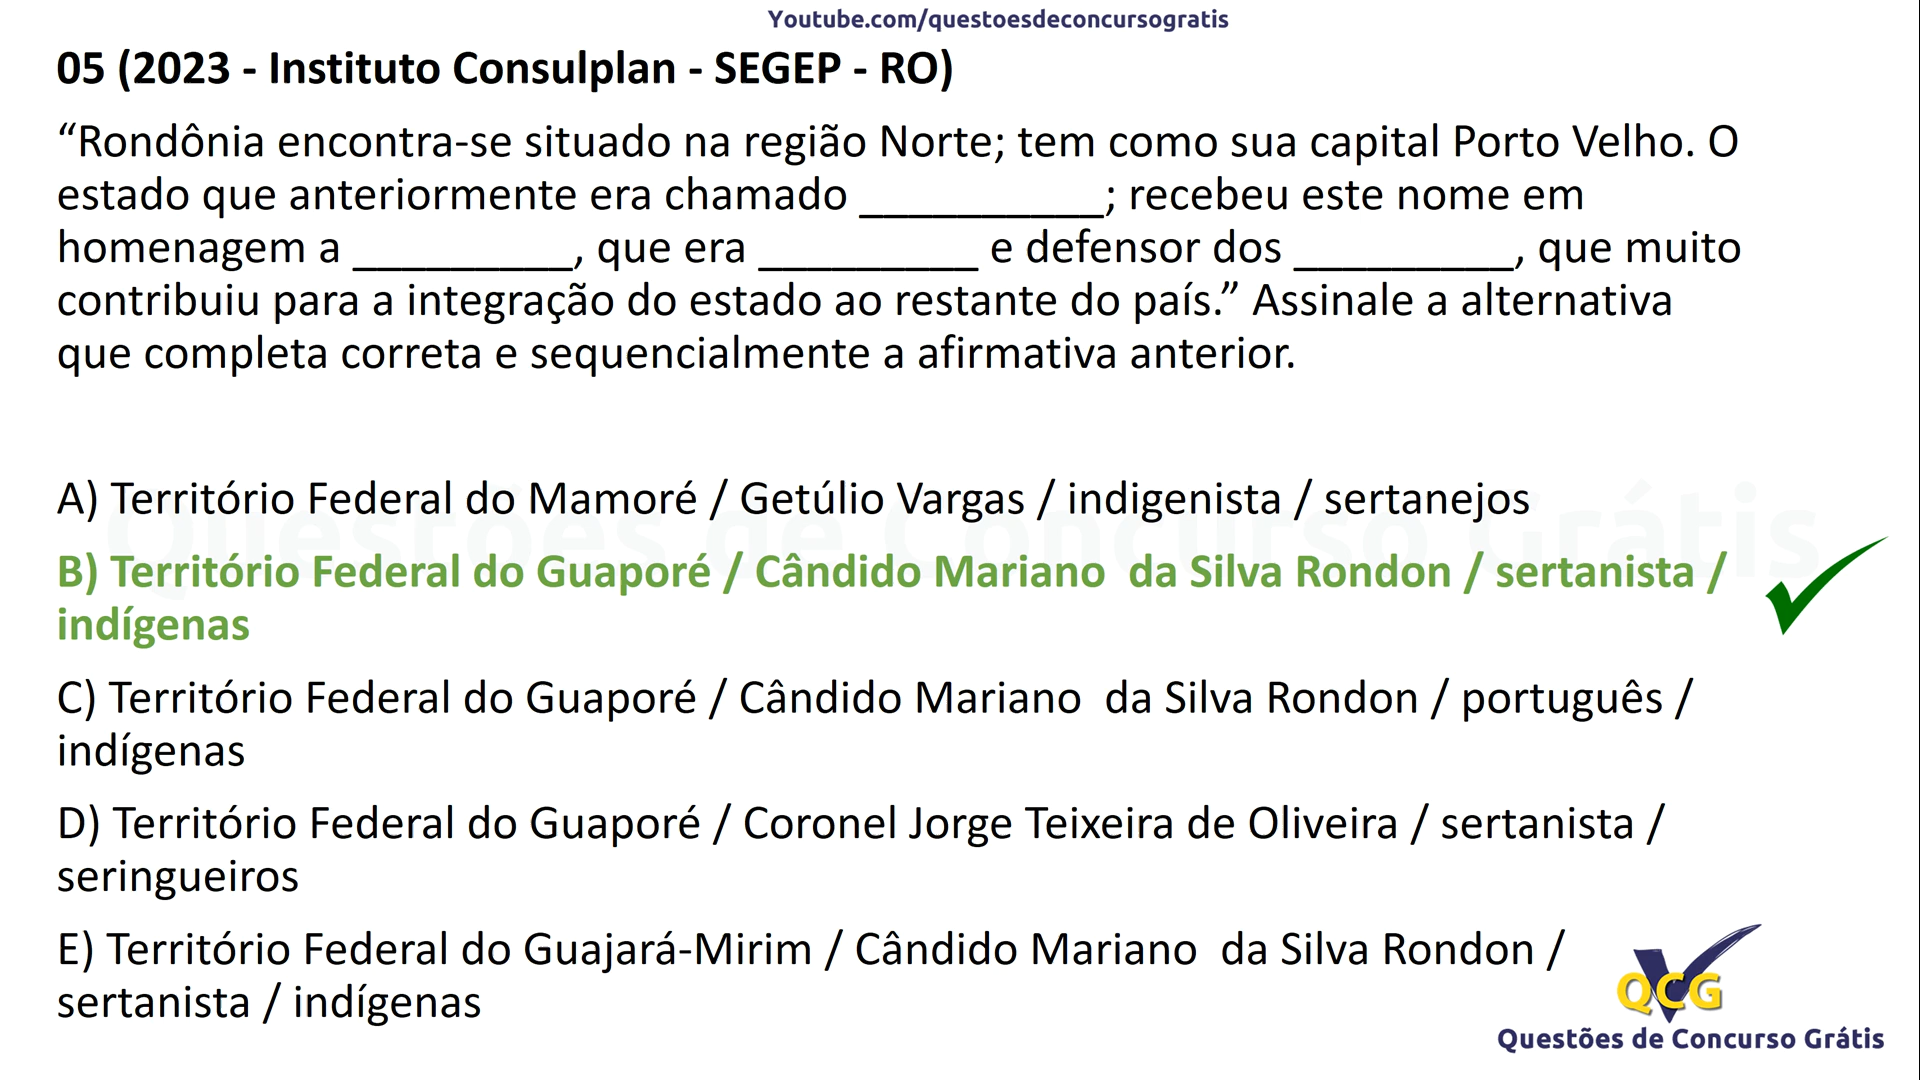 Youtube.com/questoesdeconcursogratis
05 (2023 - Instituto Consulplan - SEGEP - RO)
“Rondônia encontra-se situado na região Norte; tem como sua capital Porto Velho. O
estado que anteriormente era chamado __________; recebeu este nome em
homenagem a _________, que era _________ e defensor dos _________, que muito
contribuiu para a integração do estado ao restante do país.” Assinale a alternativa
que completa correta e sequencialmente a afirmativa anterior.
A) Território Federal do Mamoré / Getúlio Vargas / indigenista / sertanejos
B) Território Federal do Guaporé / Cândido Mariano  da Silva Rondon / sertanista /
indígenas
C) Território Federal do Guaporé / Cândido Mariano  da Silva Rondon / português /
indígenas
D) Território Federal do Guaporé / Coronel Jorge Teixeira de Oliveira / sertanista /
seringueiros
E) Território Federal do Guajará-Mirim / Cândido Mariano  da Silva Rondon /
sertanista / indígenas
Questões de Concurso Grátis
QCG
Questões de Concurso Grátis